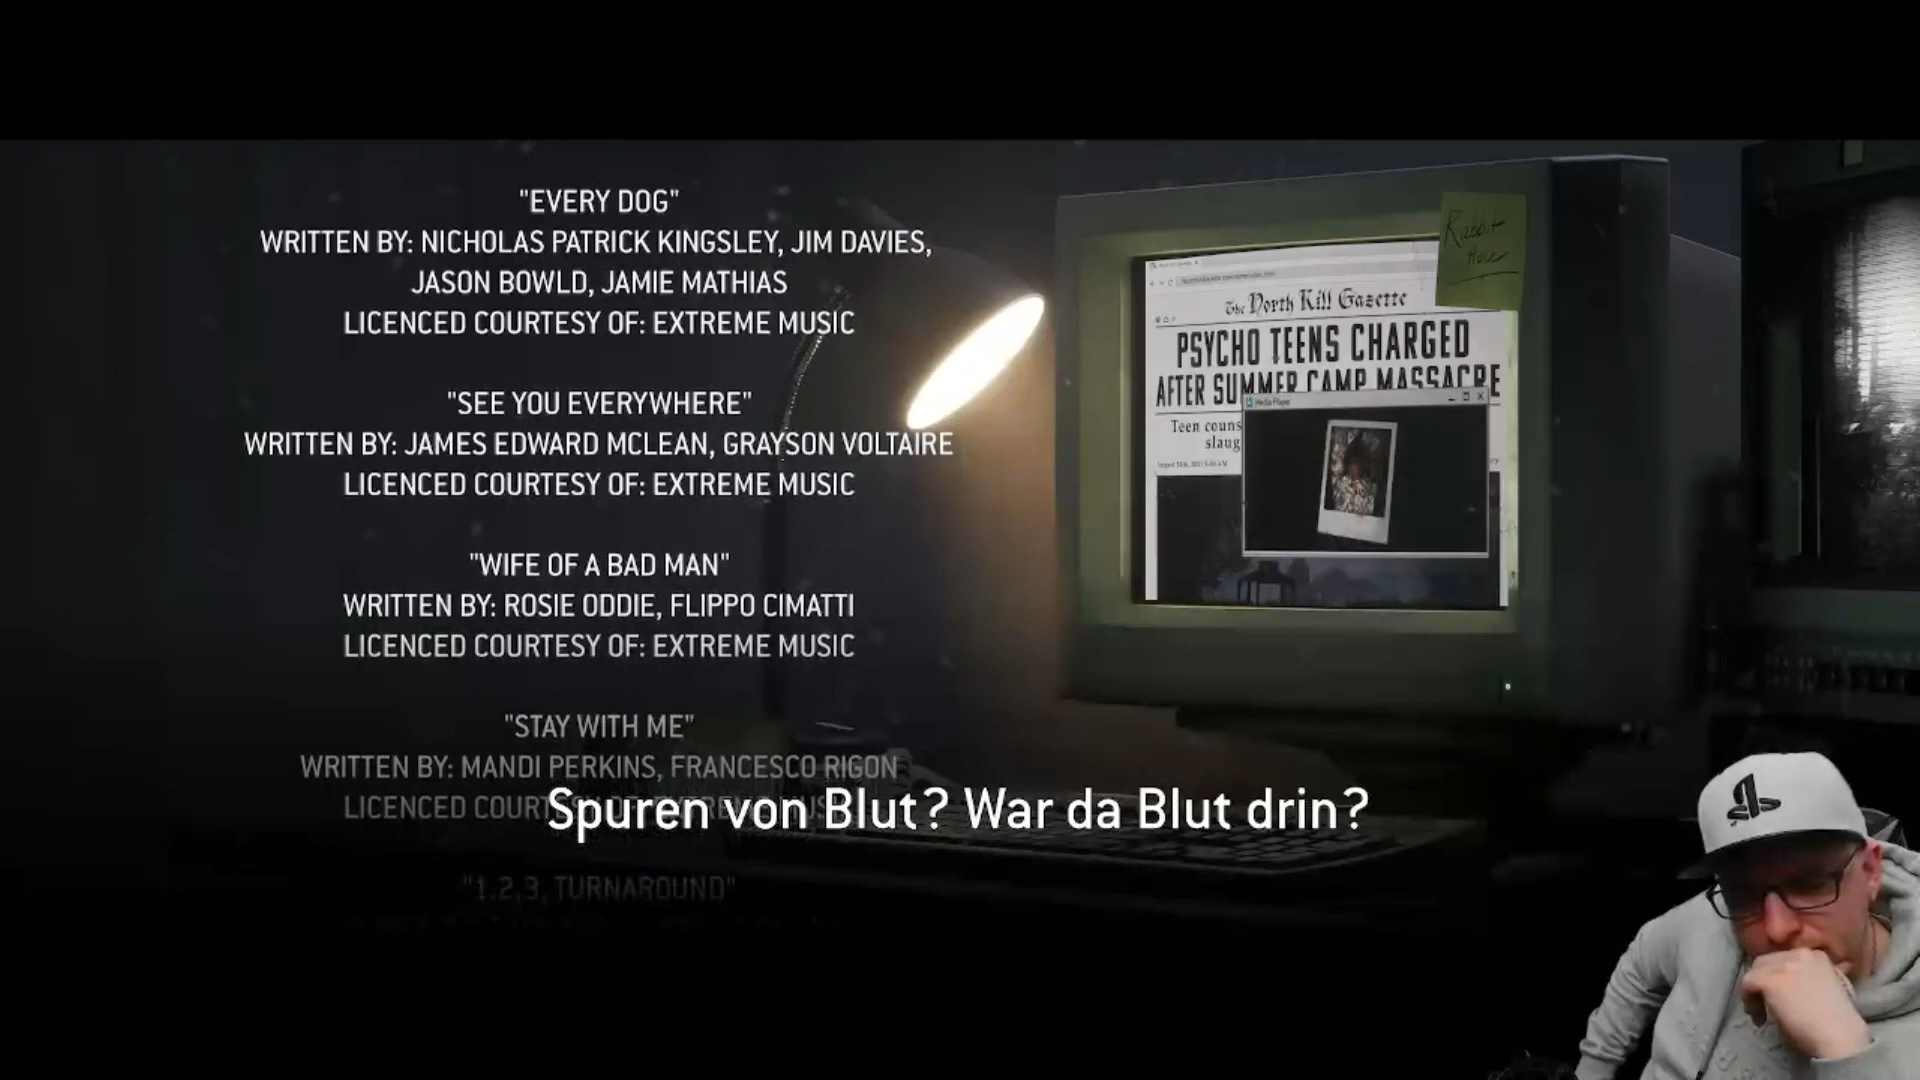 "EVERY DOG"
WRITTEN BY: NICHOLAS PATRICK KINGSLEY, JIM DAVIES,
JASON BOWLD, JAMIE MATHIAS
LICENCED COURTESY OF: EXTREME MUSIC
"SEE YOU EVERYWHERE"
WRITTEN BY: JAMES EDWARD MCLEAN, GRAYSON VOLTAIRE
LICENCED COURTESY OF: EXTREME MUSIC
"WIFE OF A BAD MAN"
WRITTEN BY: ROSIE ODDIE, FLIPPO CIMATTI
LICENCED COURTESY OF: EXTREME MUSIC
"STAY WITH ME"
WRITTEN BY: MANDI PERKINS, FRANCESCO RIGON
LICENCED
Spuren von Blut? War da Blut drin?
"1,2,3, TURNAROUND"
Rabbit
The North Kill Gazette
PSYCHO TEENS CHARGED
AFTER SUMMER CAMP MASSACRE
Media Player
Teen